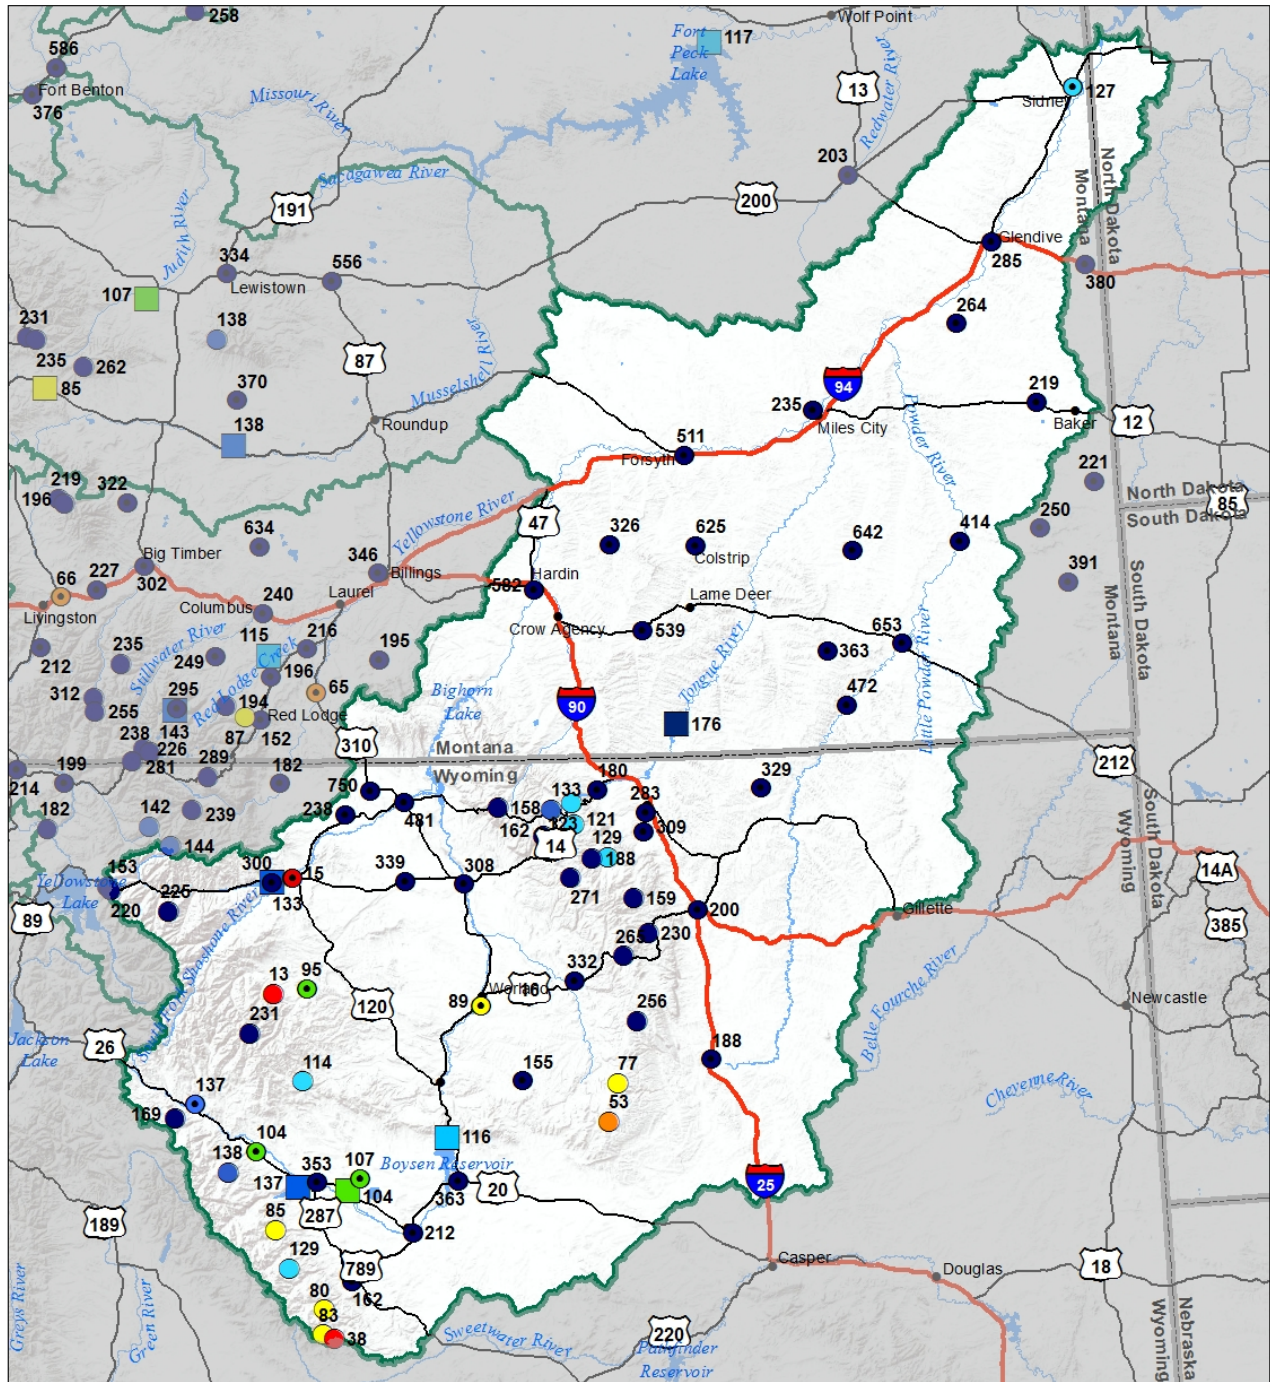 258
Wolf Point
586
Fort
Peck
Lake
117
Fort Benton
376
13
Redwater River
Missouri River
Sidney
127
203
Sacagawea River
191
200
North Dakota
Montana
Judith River
334
556
Lewistown
107
Glendive
285
380
231
138
264
235
262
87
Musselshell River
85
370
94
219
138
Roundup
235
Miles City
Baker
12
Powder River
511
Forsyth
221
219
196
322
North Dakota
South Dakota
85
Yellowstone River
47
250
634
326
625
Colstrip
642
414
Big Timber
346
Billings
391
66
227
302
582
Hardin
Livingston
Columbus
240
Laurel
Lame Deer
South Dakota
Montana
Crow Agency
539
653
212
235
Stillwater River
249
115
216
195
363
Red Lodge Creek
196
65
Tongue River
Little Powder River
312
255
295
143
194
87
Red Lodge
152
Bighorn
Lake
90
176
472
238
226
281
310
Montana
Wyoming
212
214
199
289
182
750
238
481
158
133
180
283
329
182
142
239
144
162
123
121
129
309
14
188
South Dakota
Wyoming
14A
153
Yellowstone
Lake
220
225
300
15
133
339
308
271
159
200
Gillette
385
89
South Fork Shoshone River
265
230
332
13
95
89
Worland
16
256
Newcastle
120
231
Belle Fourche River
Jackson
Lake
26
114
155
77
188
53
Cheyenne River
137
169
104
116
138
353
107
Boysen Reservoir
137
104
363
20
25
287
85
212
189
129
789
162
Casper
Douglas
18
80
83
38
Greys River
Green River
Sweetwater River
220
Pathfinder
Reservoir
Nebraska
Wyoming